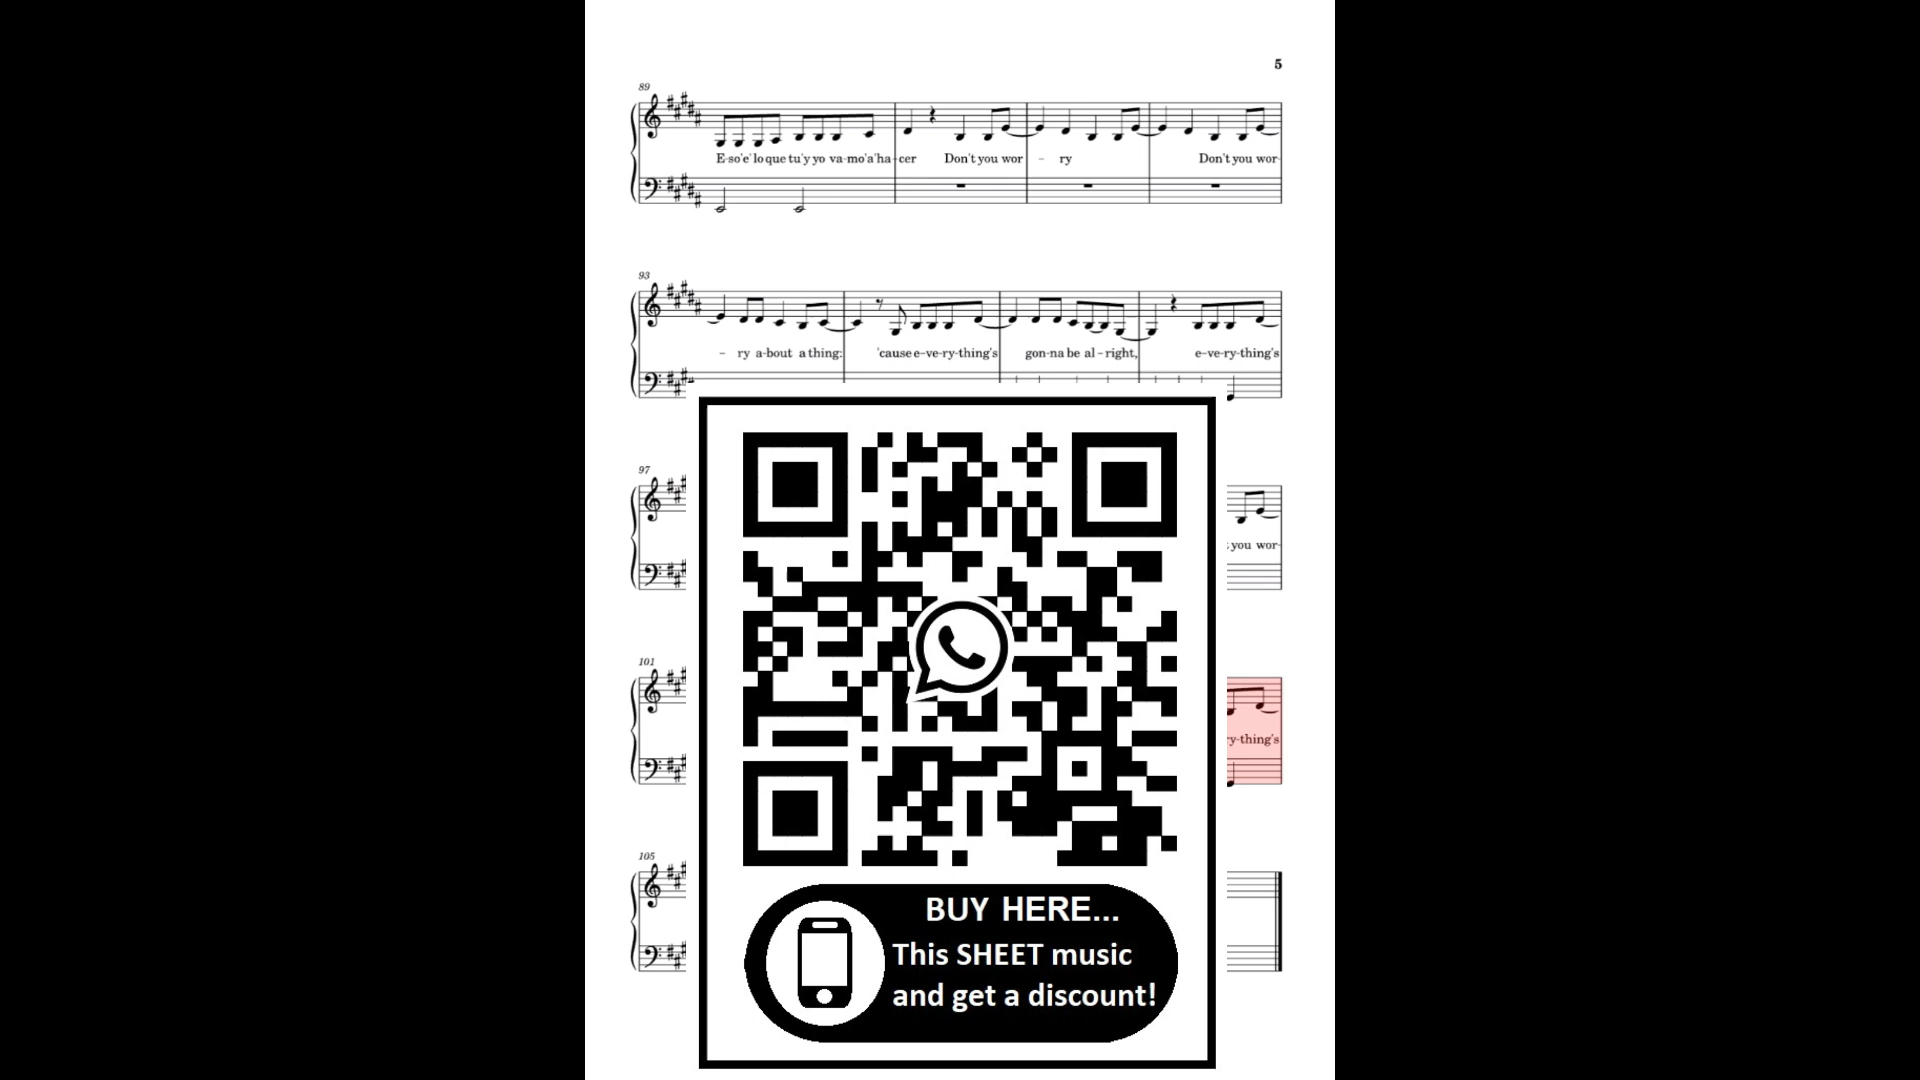 5
89
E-so'e' lo que tu'y yo va-mo'a'ha-cer Don't you wor - ry Don't you wor-
93
- ry a-bout a thing: 'cause e-ve-ry-thing's gon-na be al-right, e-ve-ry-thing's
97
you wor-
101
ry-thing's
105
BUY HERE...
This SHEET music
and get a discount!